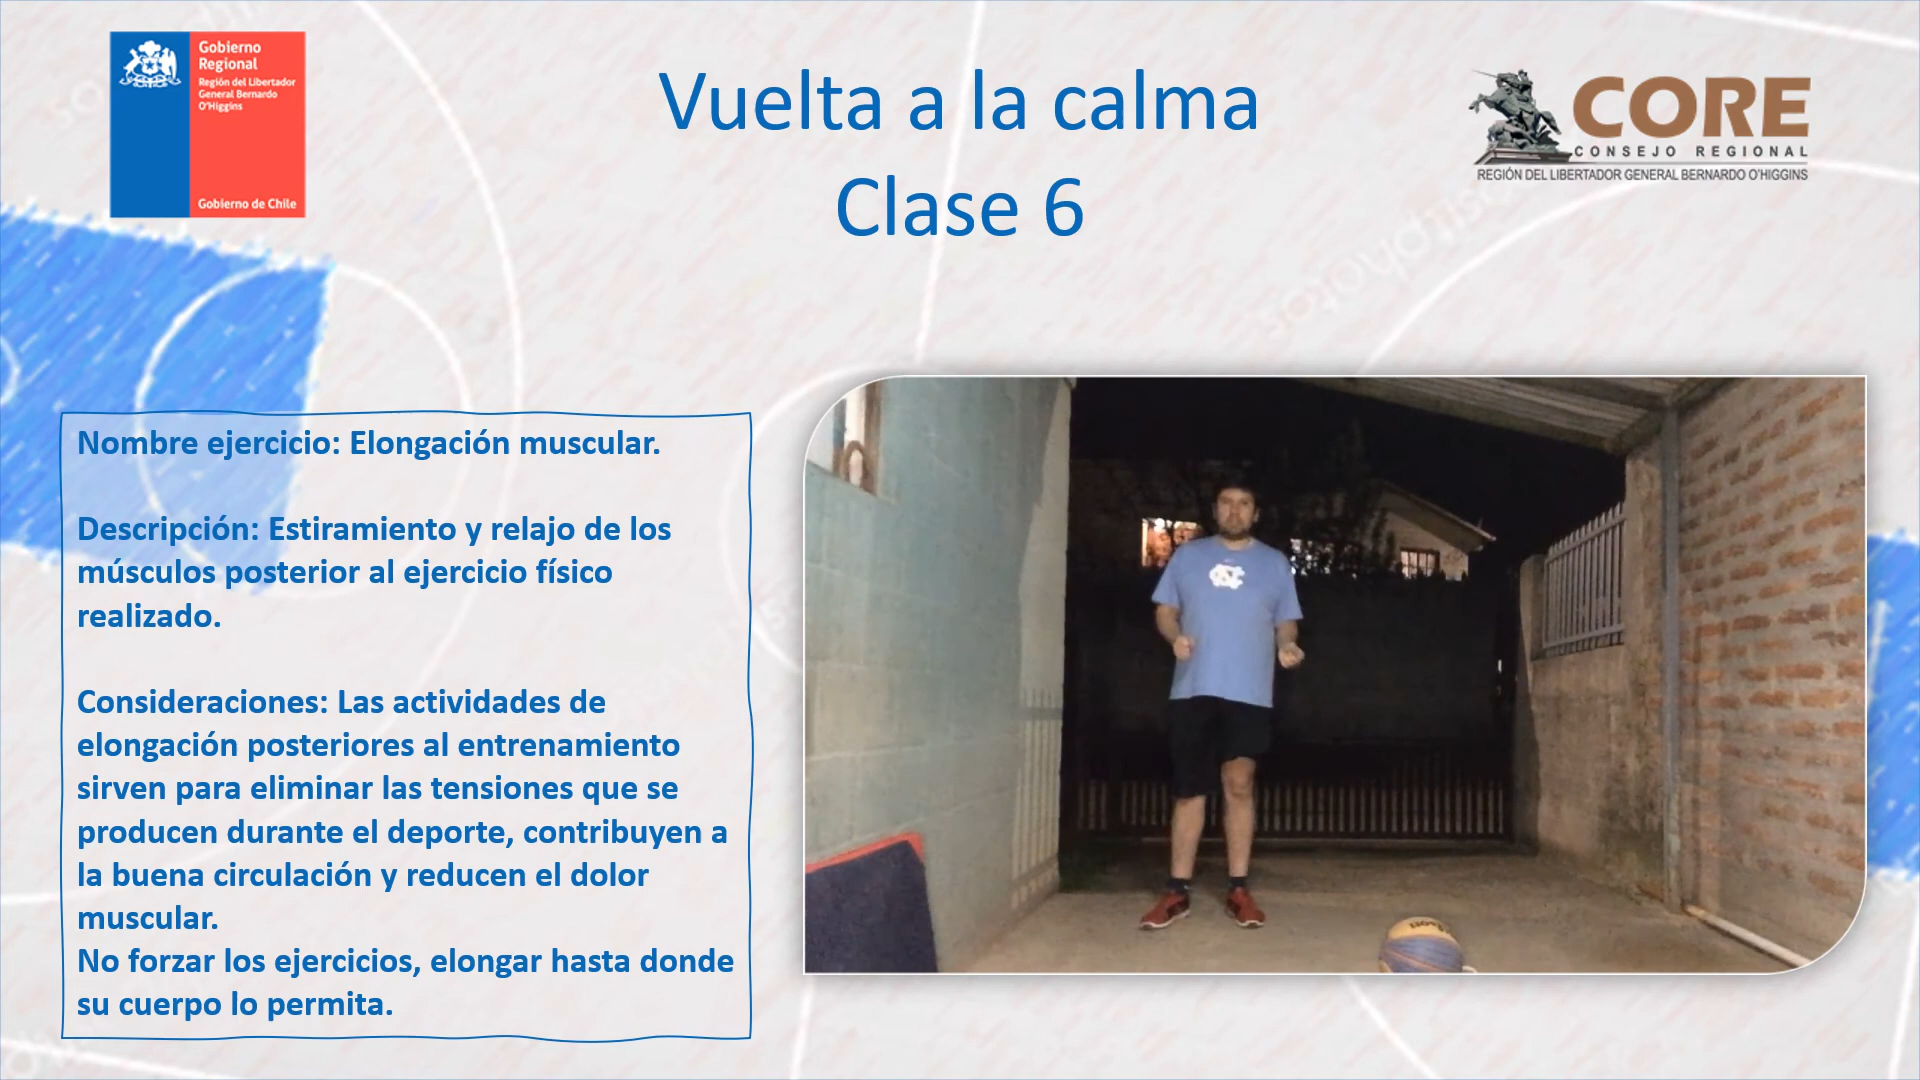 Gobierno
Regional
Región del Libertador
General Bernardo
O'Higgins
Gobierno de Chile
Vuelta a la calma
Clase 6
CORE
CONSEJO REGIONAL
REGIÓN DEL LIBERTADOR GENERAL BERNARDO O'HIGGINS
Nombre ejercicio: Elongación muscular.
Descripción: Estiramiento y relajo de los
músculos posterior al ejercicio físico
realizado.
Consideraciones: Las actividades de
elongación posteriores al entrenamiento
sirven para eliminar las tensiones que se
producen durante el deporte, contribuyen a
la buena circulación y reducen el dolor
muscular.
No forzar los ejercicios, elongar hasta donde
su cuerpo lo permita.